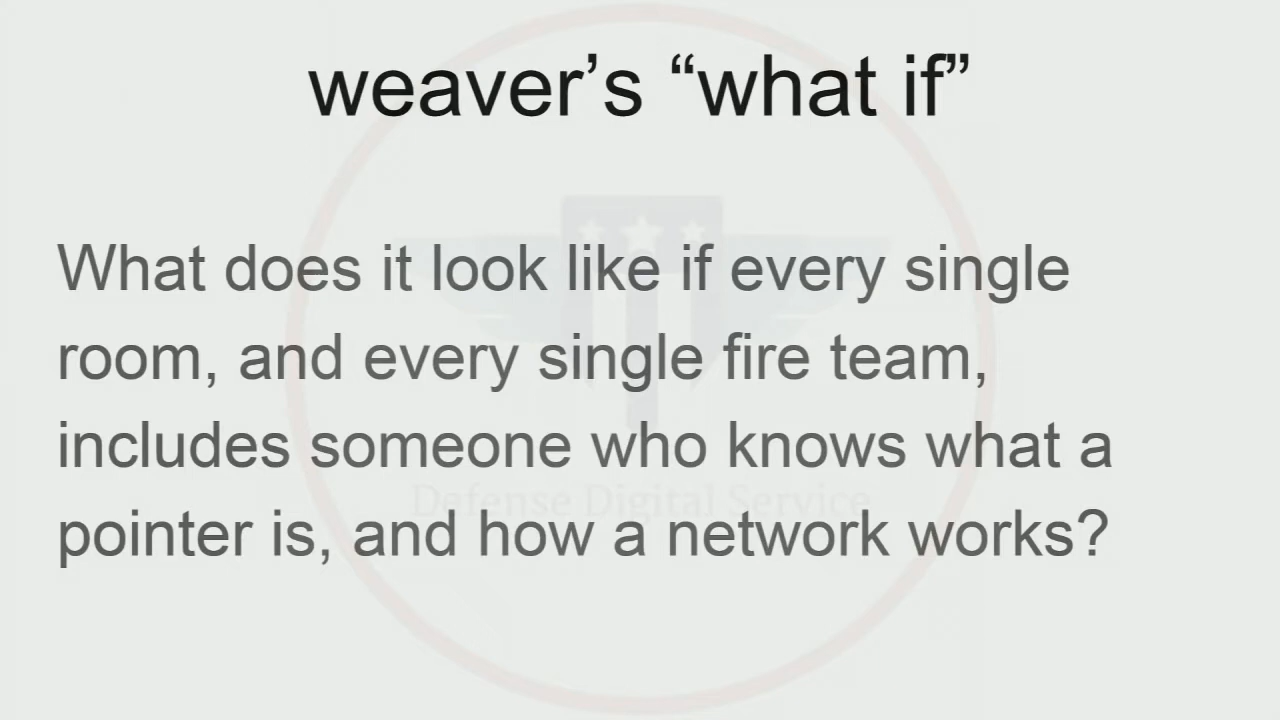 weaver’s “what if”
What does it look like if every single
room, and every single fire team,
includes someone who knows what a
Defense Digital Service
pointer is, and how a network works?